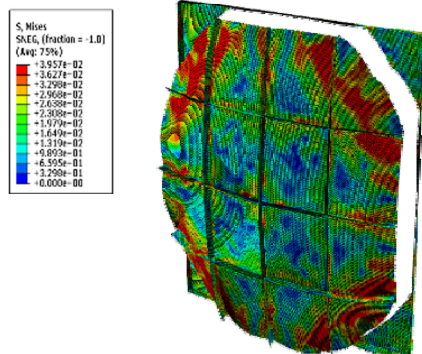 S, Mises
SNEG, (fraction = -1.0)
(Avg: 75%)
+3.957e-02
+3.627e-02
+3.298e-02
+2.968e-02
+2.638e-02
+2.308e-02
+1.979e-02
+1.649e-02
+1.319e-02
+9.893e-01
+6.595e-01
+3.298e-01
+0.000e-00